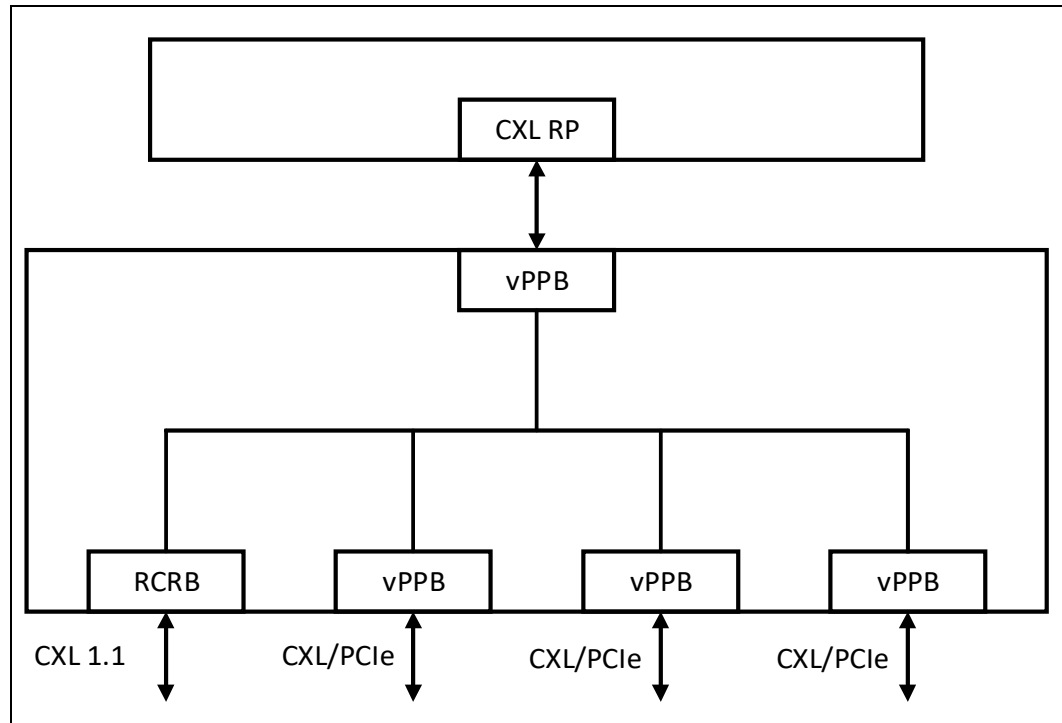 CXL RP
vPPB
RCRB
vPPB
vPPB
vPPB
CXL 1.1
CXL/PCIe
CXL/PCIe
CXL/PCIe